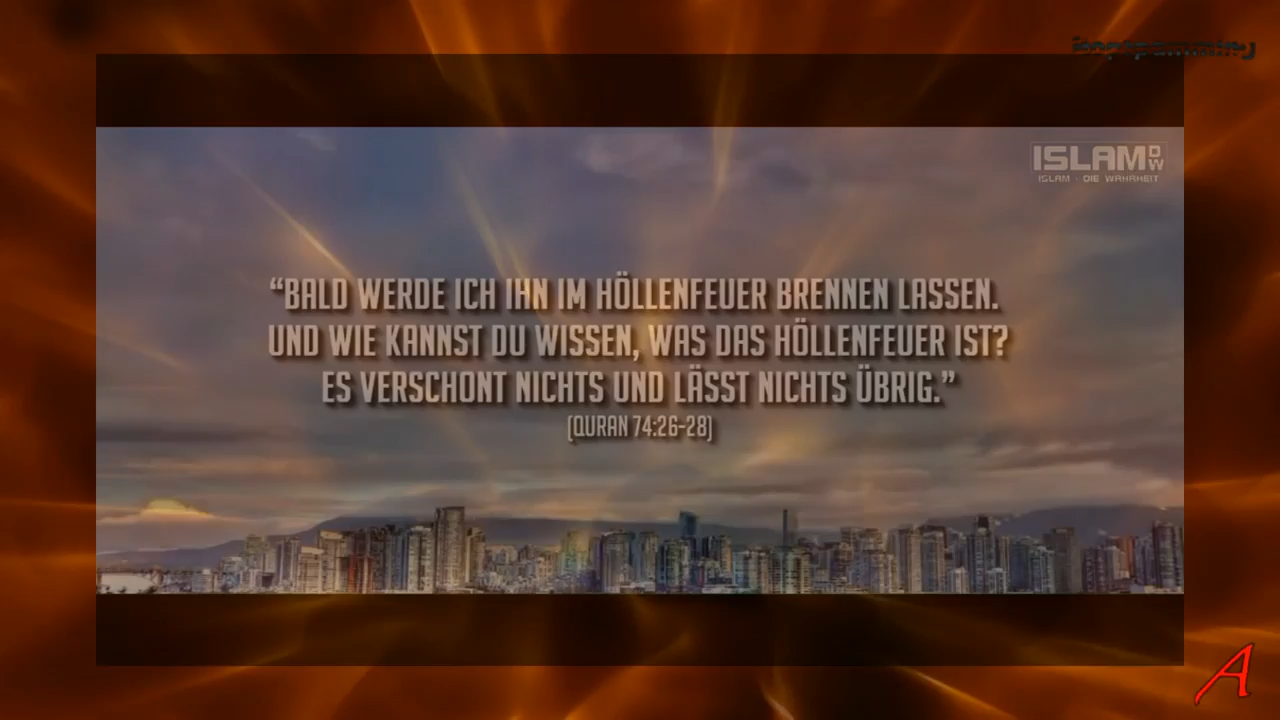 ISLAM DW
ISLAM - DIE WAHRHEIT
“BALD WERDE ICH IHN IM HÖLLENFEUER BRENNEN LASSEN.
UND WIE KANNST DU WISSEN, WAS DAS HÖLLENFEUER IST?
ES VERSCHONT NICHTS UND LÄSST NICHTS ÜBRIG.”
(QURAN 74:26-28)
A